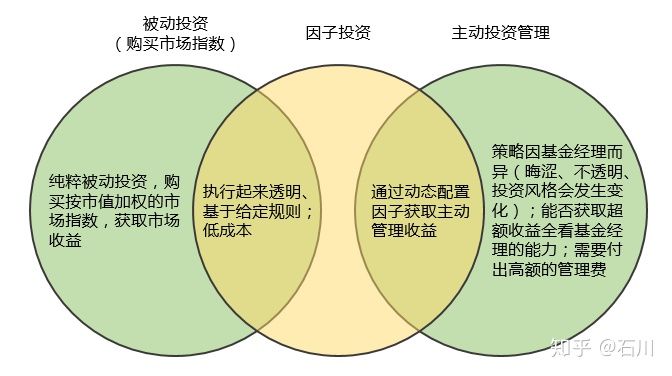 被动投资
（购买市场指数）
因子投资
主动投资管理
纯粹被动投资，购
买按市值加权的市
场指数，获取市场
收益
执行起来透明、
基于给定规则；
低成本
通过动态配置
因子获取主动
管理收益
策略因基金经理而
异（晦涩、不透明、
投资风格会发生变
化）；能否获取超
额收益全看基金经
理的能力；需要付
出高额的管理费
知乎 @石川